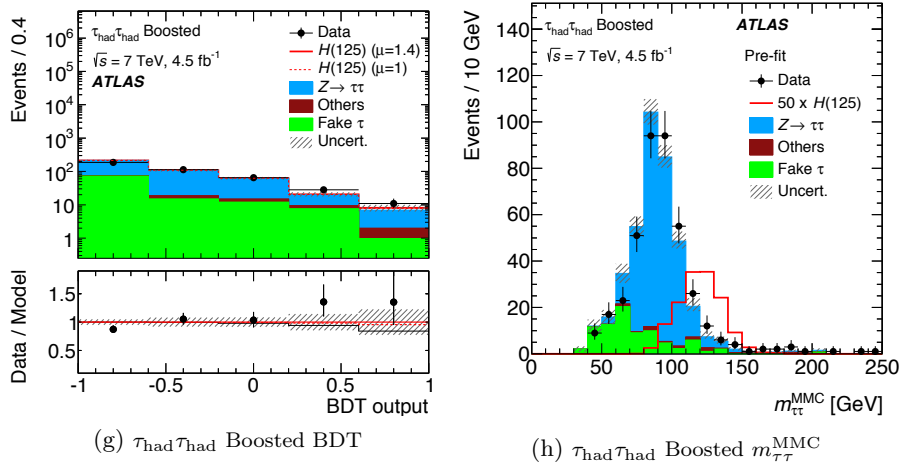 τhadτhad Boosted
√s = 7 TeV, 4.5 fb-1
ATLAS
Data
H(125) (μ=1.4)
H(125) (μ=1)
Z→ ττ
Others
Fake τ
Uncert.
Events / 0.4
10^6
10^5
10^4
10^3
10^2
10
1
Data / Model
1.5
1
0.5
-1 -0.5 0 0.5 1
BDT output
(g) τhadτhad Boosted BDT
τhadτhad Boosted ATLAS
√s = 7 TeV, 4.5 fb-1 Pre-fit
Data
50 x H(125)
Z→ ττ
Others
Fake τ
Uncert.
Events / 10 GeV
140
120
100
80
60
40
20
0
0 50 100 150 200 250
mττMMC [GeV]
(h) τhadτhad Boosted mττMMC